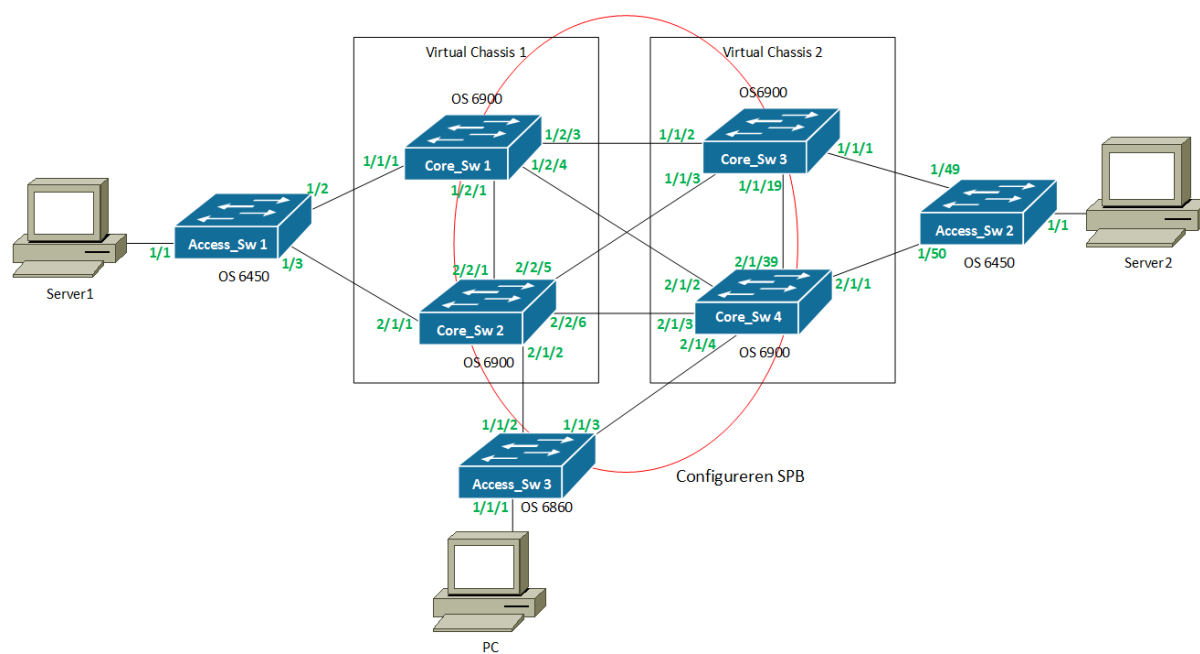 Virtual Chassis 1
Virtual Chassis 2
OS 6900
OS6900
1/2/3
1/1/2
1/1/1
Core_Sw 1
Core_Sw 3
1/1/1
1/2/4
1/49
1/2
1/2/1
1/1/3
1/1/19
1/1
Access_Sw 1
Access_Sw 2
1/1
1/3
1/50
OS 6450
OS 6450
Server1
Server2
2/2/1
2/2/5
2/1/39
2/1/2
2/1/1
2/1/1
Core_Sw 2
2/2/6
2/1/3
Core_Sw 4
2/1/2
2/1/4
OS 6900
OS 6900
1/1/2
1/1/3
Configureren SPB
Access_Sw 3
1/1/1
OS 6860
PC